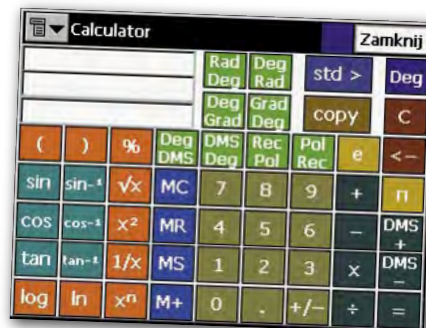 Calculator Zamknij
Rad Deg Deg Rad std > Deg
Deg Grad Grad Deg copy C
( ) % Deg DMS DMS Deg Rec Pol Pol Rec e <-
sin sin-¹ √x MC 7 8 9 + π
cos cos-¹ x² MR 4 5 6 - DMS +
tan tan-¹ 1/x MS 1 2 3 x DMS -
log ln xⁿ M+ 0 . +/- ÷ =